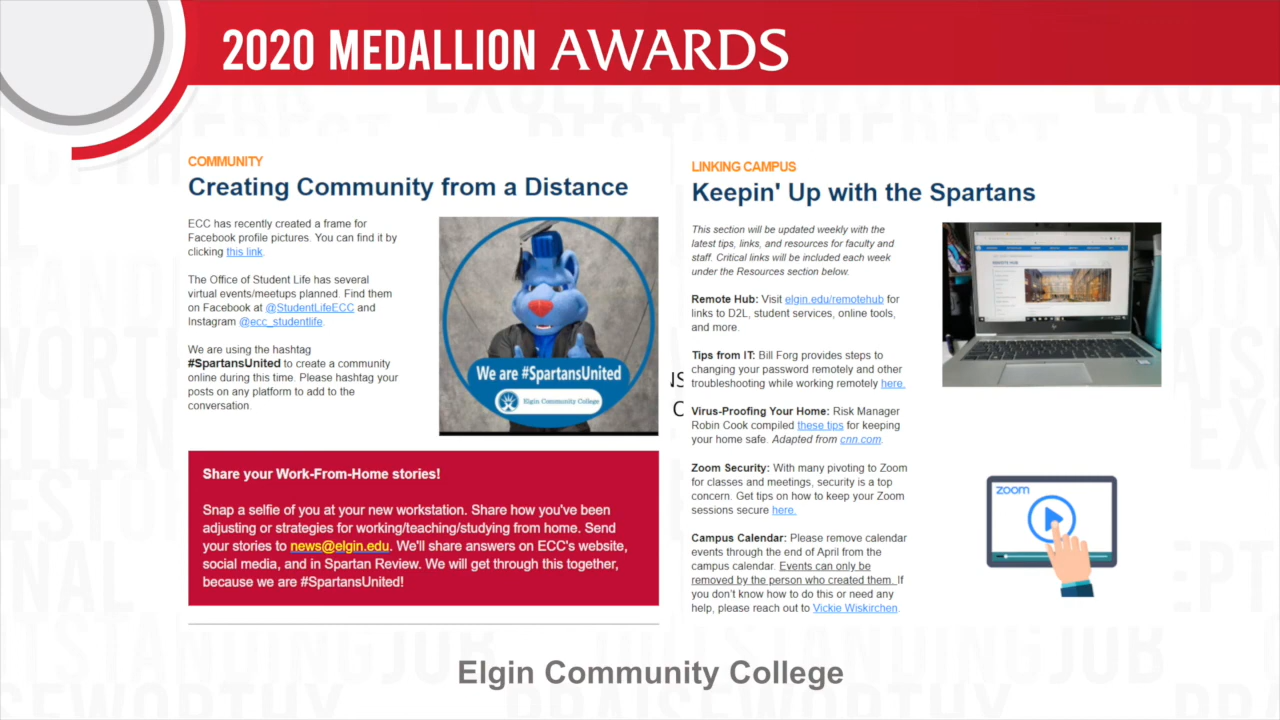 2020 MEDALLION AWARDS
COMMUNITY
Creating Community from a Distance
ECC has recently created a frame for
Facebook profile pictures. You can find it by
clicking this link.
The Office of Student Life has several
virtual events/meetups planned. Find them
on Facebook at @StudentLifeECC and
Instagram @ecc_studentlife.
We are using the hashtag
#SpartansUnited to create a community
online during this time. Please hashtag your
posts on any platform to add to the
conversation.
We are #SpartansUnited
Elgin Community College
Share your Work-From-Home stories!
Snap a selfie of you at your new workstation. Share how you've been
adjusting or strategies for working/teaching/studying from home. Send
your stories to news@elgin.edu. We'll share answers on ECC's website,
social media, and in Spartan Review. We will get through this together,
because we are #SpartansUnited!
LINKING CAMPUS
Keepin' Up with the Spartans
This section will be updated weekly with the
latest tips, links, and resources for faculty and
staff. Critical links will be included each week
under the Resources section below.
Remote Hub: Visit elgin.edu/remotehub for
links to D2L, student services, online tools,
and more.
Tips from IT: Bill Forg provides steps to
changing your password remotely and other
troubleshooting while working remotely here.
Virus-Proofing Your Home: Risk Manager
Robin Cook compiled these tips for keeping
your home safe. Adapted from cnn.com.
Zoom Security: With many pivoting to Zoom
for classes and meetings, security is a top
concern. Get tips on how to keep your Zoom
sessions secure here.
Campus Calendar: Please remove calendar
events through the end of April from the
campus calendar. Events can only be
removed by the person who created them. If
you don't know how to do this or need any
help, please reach out to Vickie Wiskirchen.
zoom
Elgin Community College